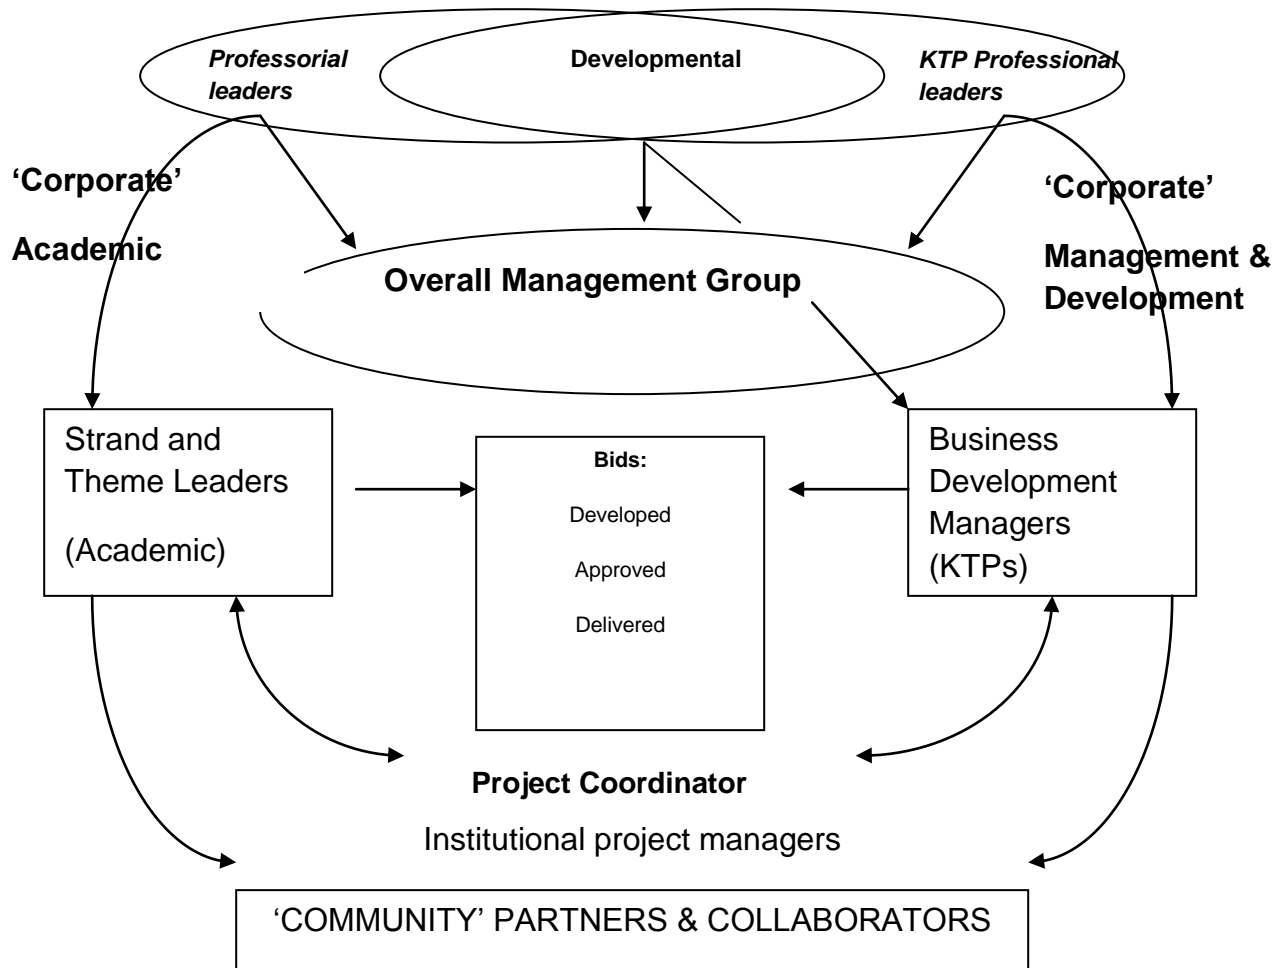 Professorial
leaders
Developmental
KTP Professional
leaders
‘Corporate’
Academic
‘Corporate’
Management &
Development
Overall Management Group
Strand and
Theme Leaders
(Academic)
Bids:
Developed
Approved
Delivered
Business
Development
Managers
(KTPs)
Project Coordinator
Institutional project managers
‘COMMUNITY’ PARTNERS & COLLABORATORS